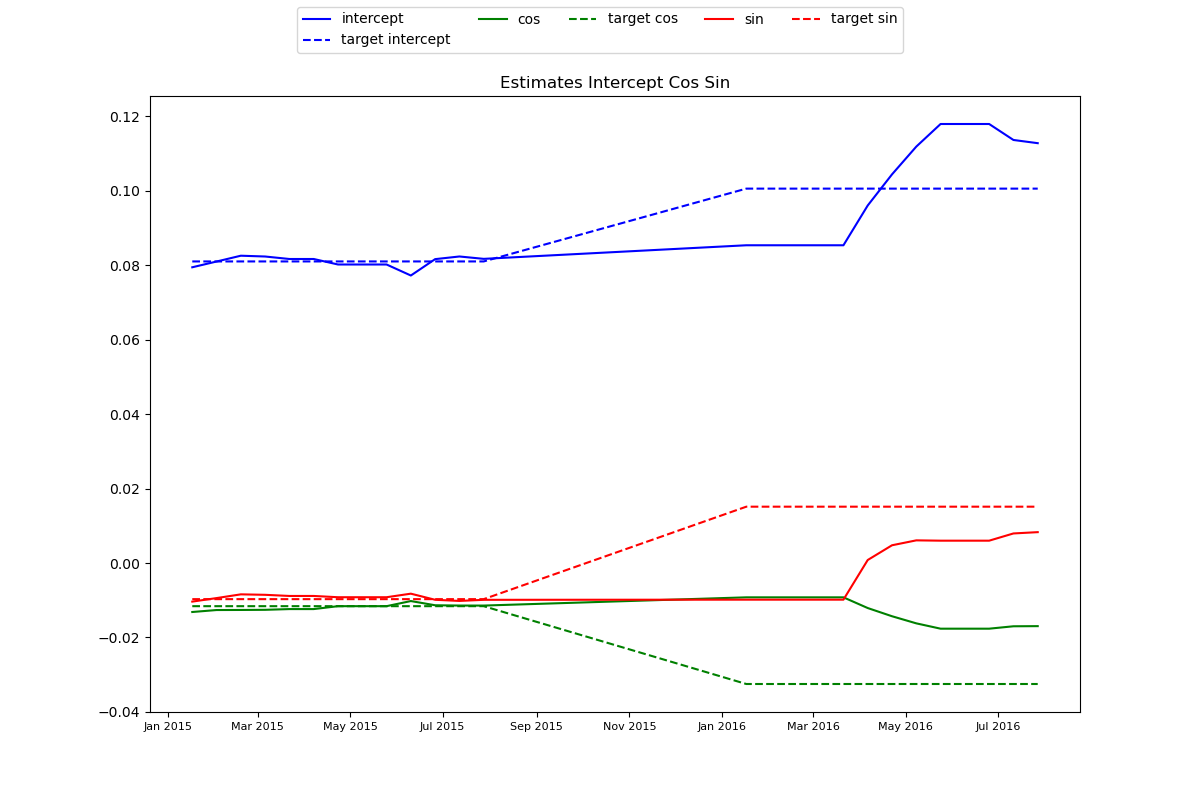 intercept cos target cos sin target sin
target intercept
Estimates Intercept Cos Sin
0.12
0.10
0.08
0.06
0.04
0.02
0.00
−0.02
−0.04
Jan 2015 Mar 2015 May 2015 Jul 2015 Sep 2015 Nov 2015 Jan 2016 Mar 2016 May 2016 Jul 2016